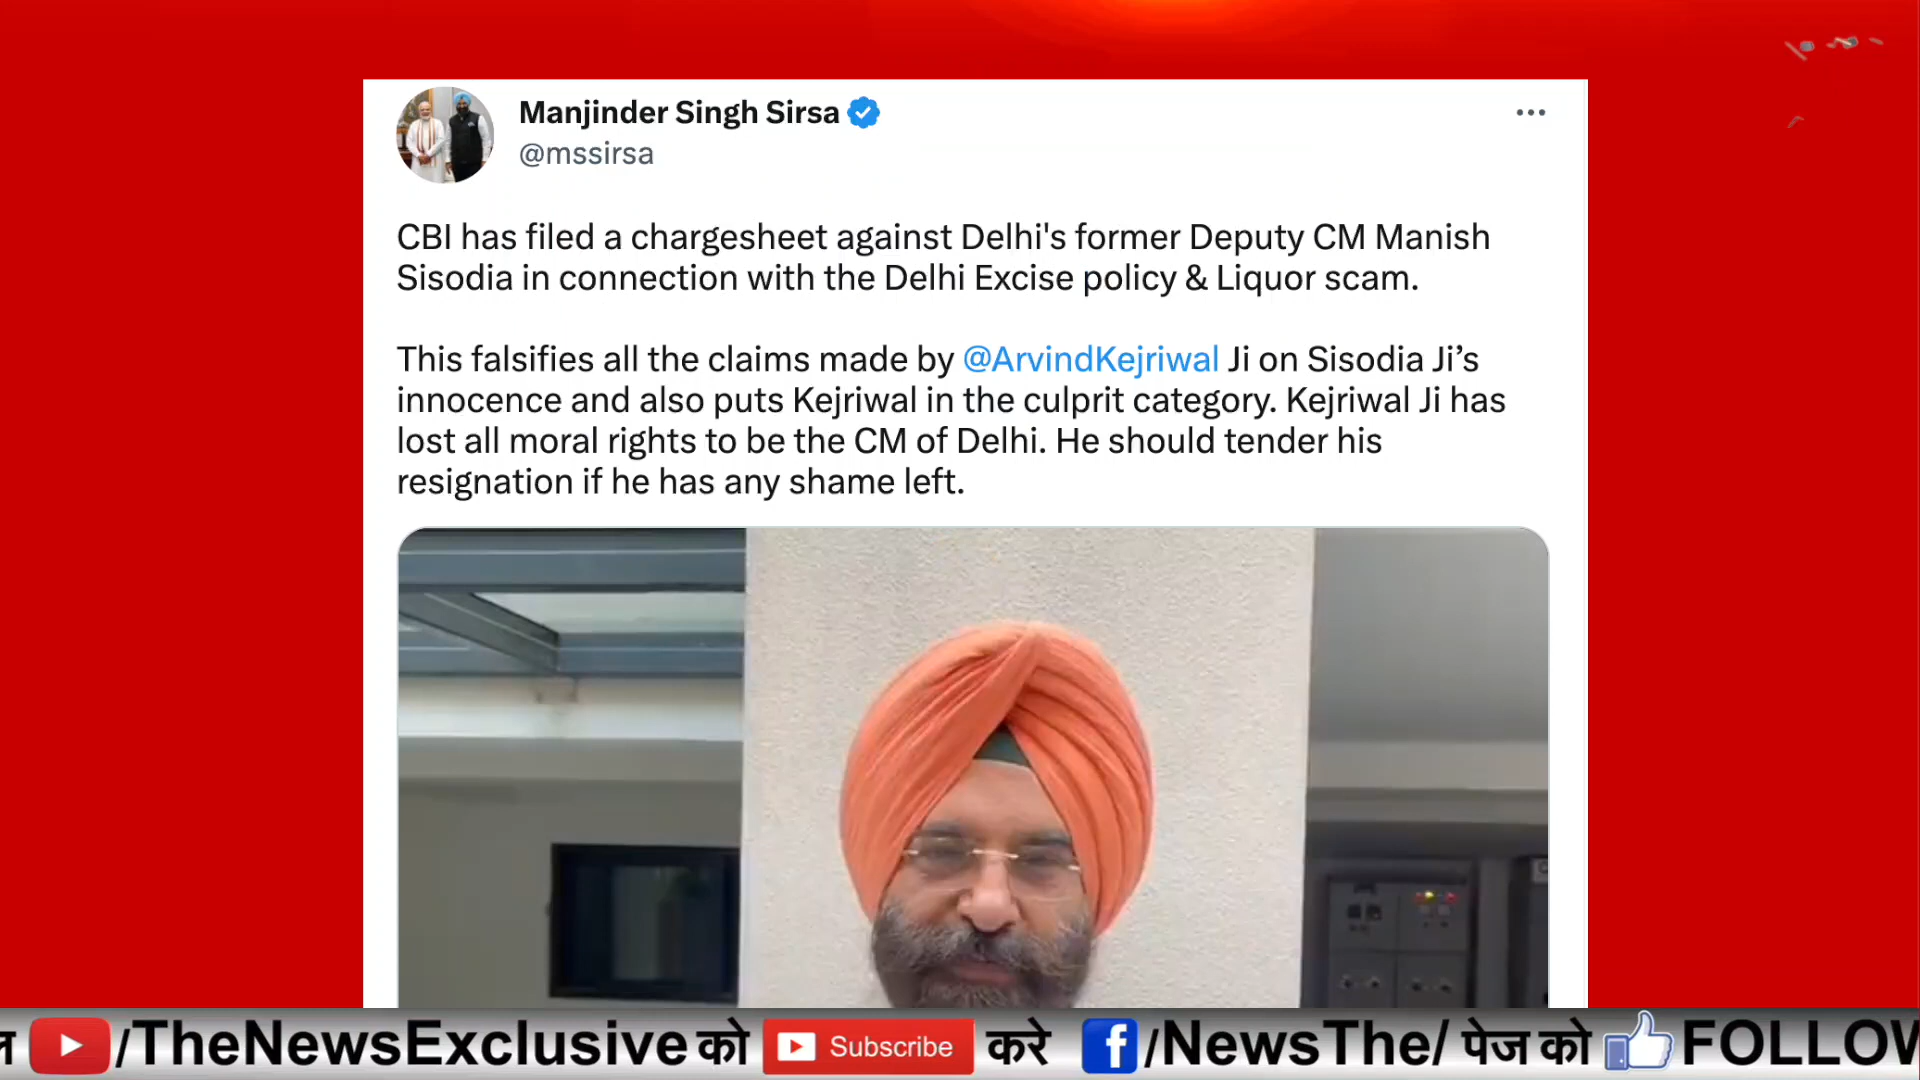 Manjinder Singh Sirsa
@mssirsa
CBI has filed a chargesheet against Delhi's former Deputy CM Manish
Sisodia in connection with the Delhi Excise policy & Liquor scam.
This falsifies all the claims made by @ArvindKejriwal Ji on Sisodia Ji’s
innocence and also puts Kejriwal in the culprit category. Kejriwal Ji has
lost all moral rights to be the CM of Delhi. He should tender his
resignation if he has any shame left.
/TheNewsExclusive को Subscribe करे /NewsThe/ पेज को FOLLOW